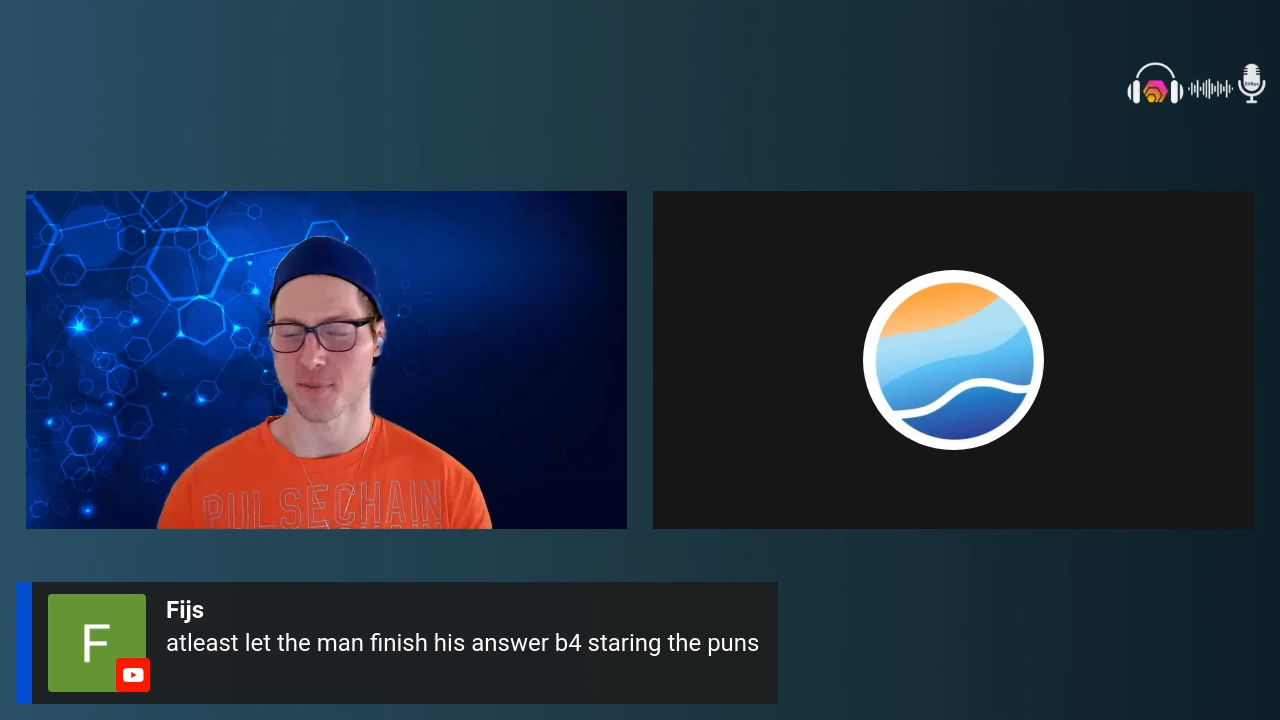 PULSECHAIN
F
Fijs
atleast let the man finish his answer b4 staring the puns